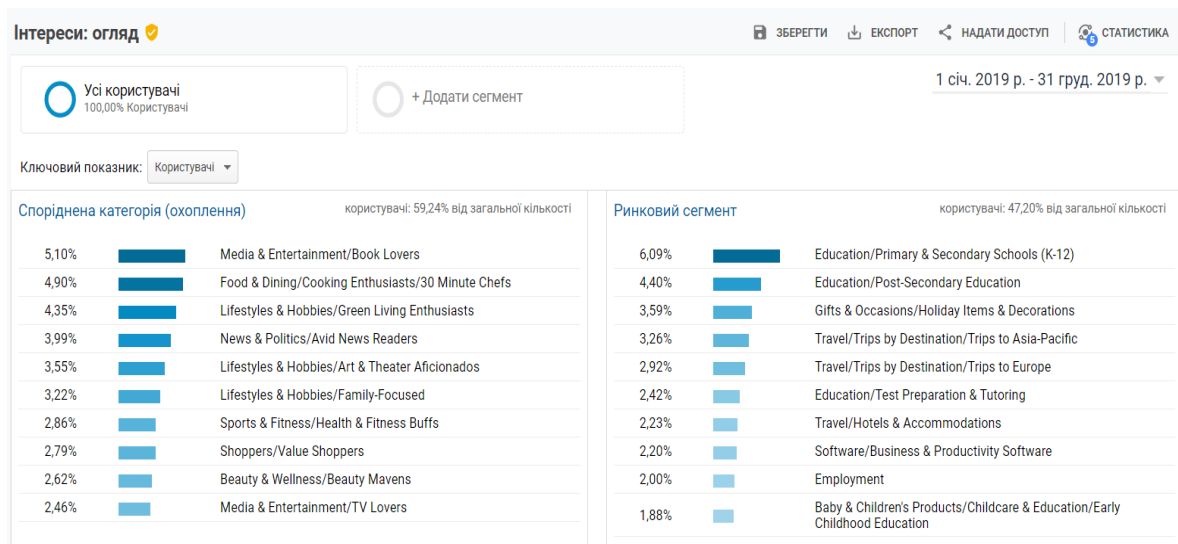 Інтереси: огляд
ЗБЕРЕГТИ ЕКСПОРТ НАДАТИ ДОСТУП 5 СТАТИСТИКА
Усі користувачі
100,00% Користувачі
+ Додати сегмент
1 січ. 2019 р. - 31 груд. 2019 р.
Ключовий показник: Користувачі
Споріднена категорія (охоплення) користувачі: 59,24% від загальної кількості
5,10% Media & Entertainment/Book Lovers
4,90% Food & Dining/Cooking Enthusiasts/30 Minute Chefs
4,35% Lifestyles & Hobbies/Green Living Enthusiasts
3,99% News & Politics/Avid News Readers
3,55% Lifestyles & Hobbies/Art & Theater Aficionados
3,22% Lifestyles & Hobbies/Family-Focused
2,86% Sports & Fitness/Health & Fitness Buffs
2,79% Shoppers/Value Shoppers
2,62% Beauty & Wellness/Beauty Mavens
2,46% Media & Entertainment/TV Lovers
Ринковий сегмент користувачі: 47,20% від загальної кількості
6,09% Education/Primary & Secondary Schools (K-12)
4,40% Education/Post-Secondary Education
3,59% Gifts & Occasions/Holiday Items & Decorations
3,26% Travel/Trips by Destination/Trips to Asia-Pacific
2,92% Travel/Trips by Destination/Trips to Europe
2,42% Education/Test Preparation & Tutoring
2,23% Travel/Hotels & Accommodations
2,20% Software/Business & Productivity Software
2,00% Employment
1,88% Baby & Children's Products/Childcare & Education/Early
Childhood Education